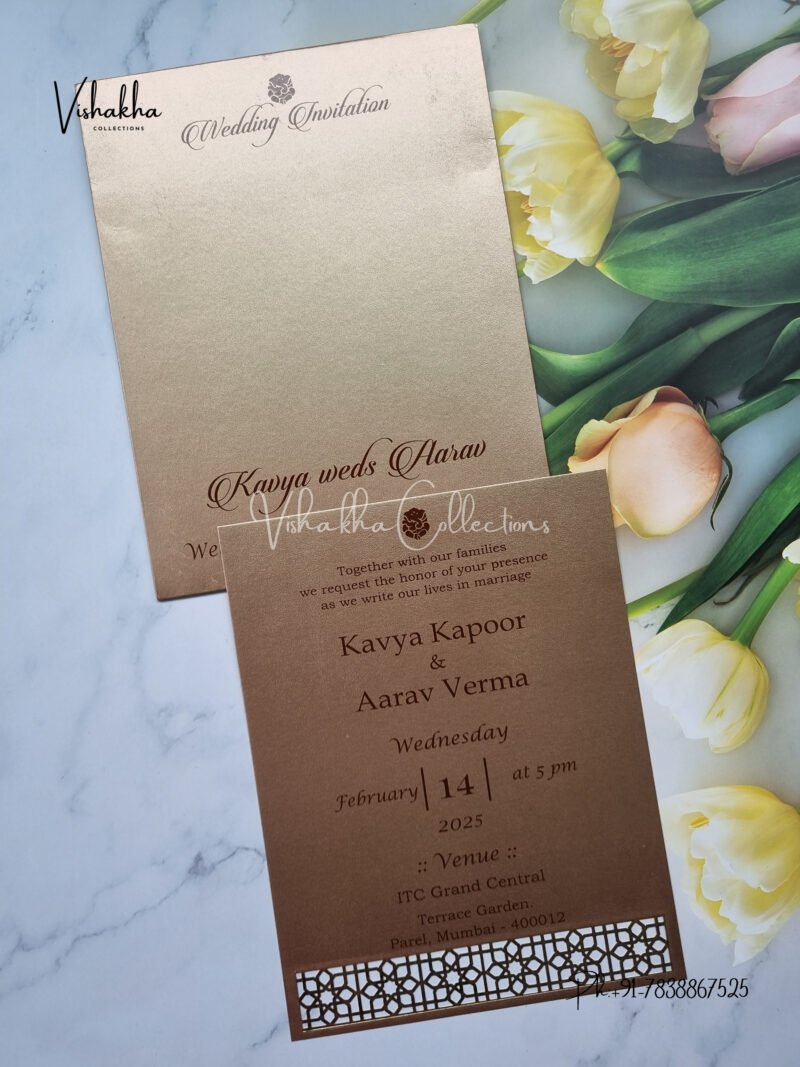 Vishakha
COLLECTIONS
Wedding Invitation
Kavya weds Aarav
We
Vishakha Collections
Together with our families
we request the honor of your presence
as we write our lives in marriage
Kavya Kapoor
&
Aarav Verma
Wednesday
February | 14 | at 5 pm
2025
:: Venue ::
ITC Grand Central
Terrace Garden.
Parel, Mumbai - 400012
Ph.+91-7838867525